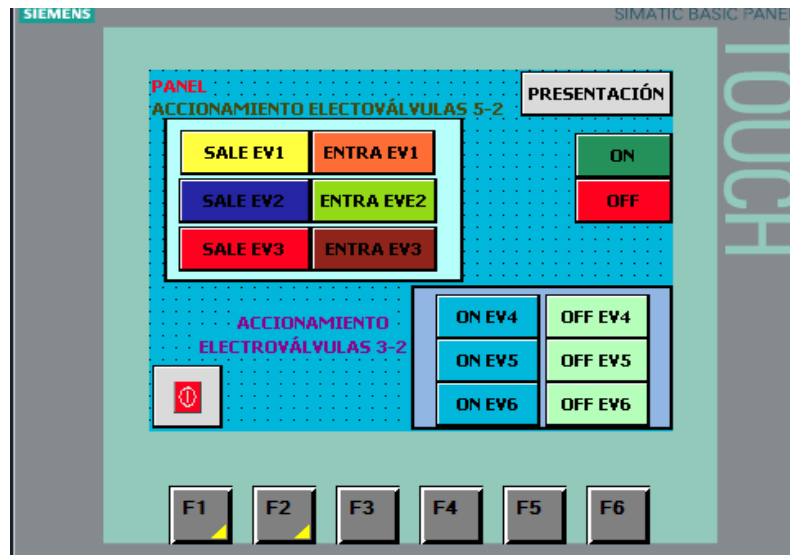 SIEMENS
SIMATIC BASIC PANEL
TOUCH
PANEL
ACCIONAMIENTO ELECTOVÁLVULAS 5-2
PRESENTACIÓN
SALE EV1 ENTRA EV1
SALE EV2 ENTRA EVE2
SALE EV3 ENTRA EV3
ON
OFF
ACCIONAMIENTO
ELECTROVÁLVULAS 3-2
ON EV4 OFF EV4
ON EV5 OFF EV5
ON EV6 OFF EV6
F1 F2 F3 F4 F5 F6